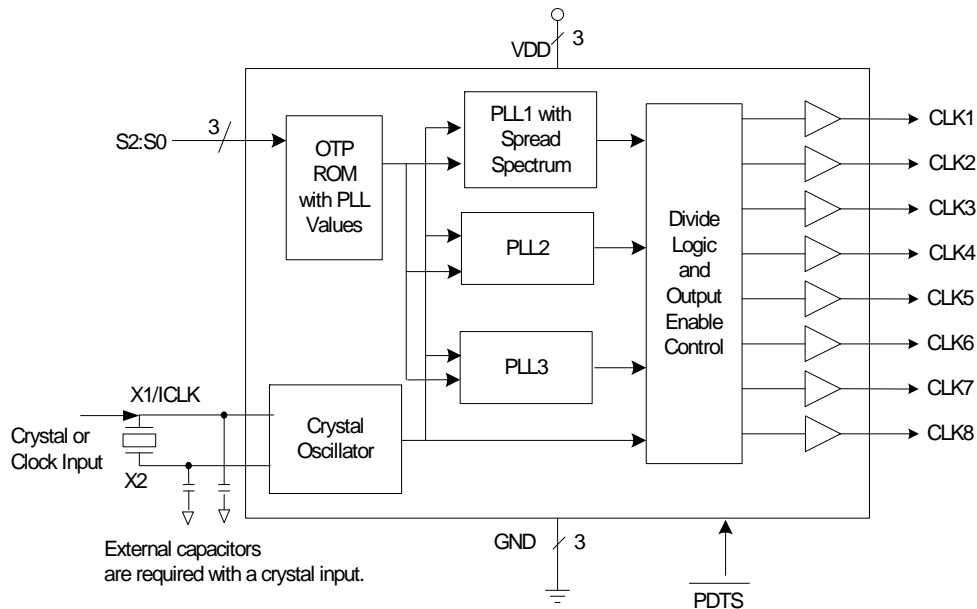 VDD
3
S2:S0
3
OTP
ROM
with PLL
Values
PLL1 with
Spread
Spectrum
PLL2
PLL3
Divide
Logic
and
Output
Enable
Control
CLK1
CLK2
CLK3
CLK4
CLK5
CLK6
CLK7
CLK8
X1/ICLK
Crystal or
Clock Input
X2
Crystal
Oscillator
External capacitors
are required with a crystal input.
GND
3
PDTS